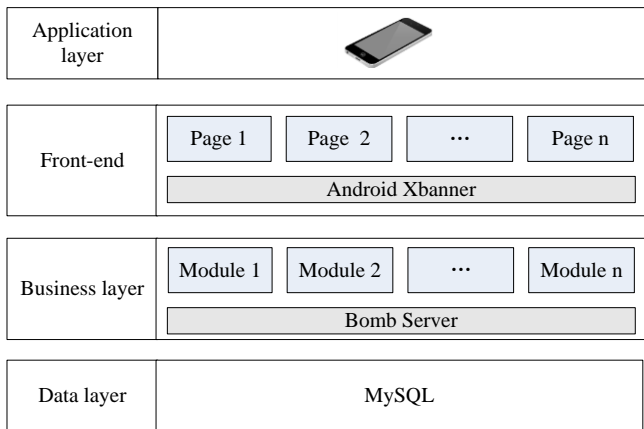 Application
layer
Front-end
Page 1 Page 2 ... Page n
Android Xbanner
Business layer
Module 1 Module 2 ... Module n
Bomb Server
Data layer
MySQL